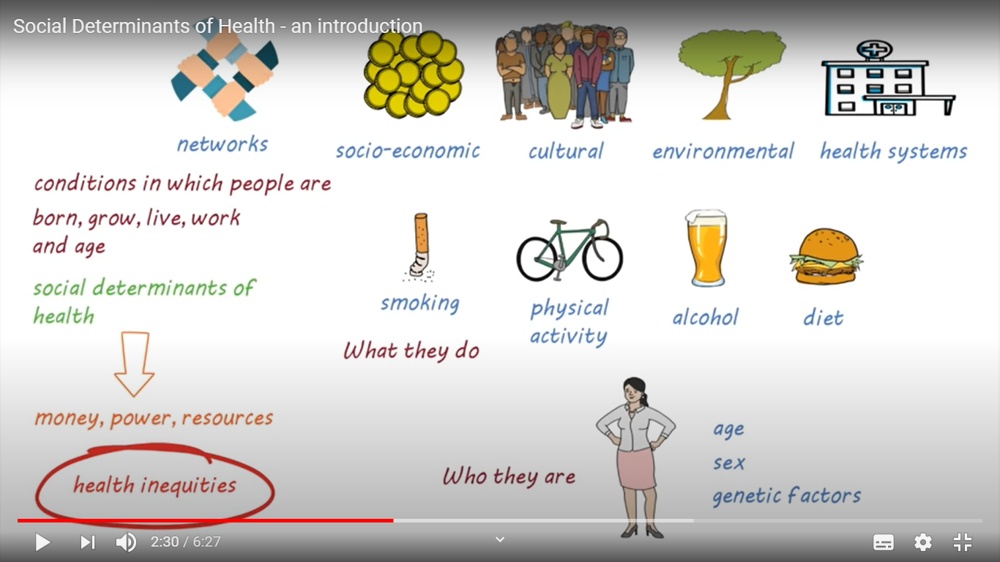 Social Determinants of Health - an introduction
networks
socio-economic
cultural
environmental
health systems
conditions in which people are
born, grow, live, work
and age
social determinants of
health
smoking
physical
activity
alcohol
diet
What they do
money, power, resources
health inequities
Who they are
age
sex
genetic factors
2:30 / 6:27